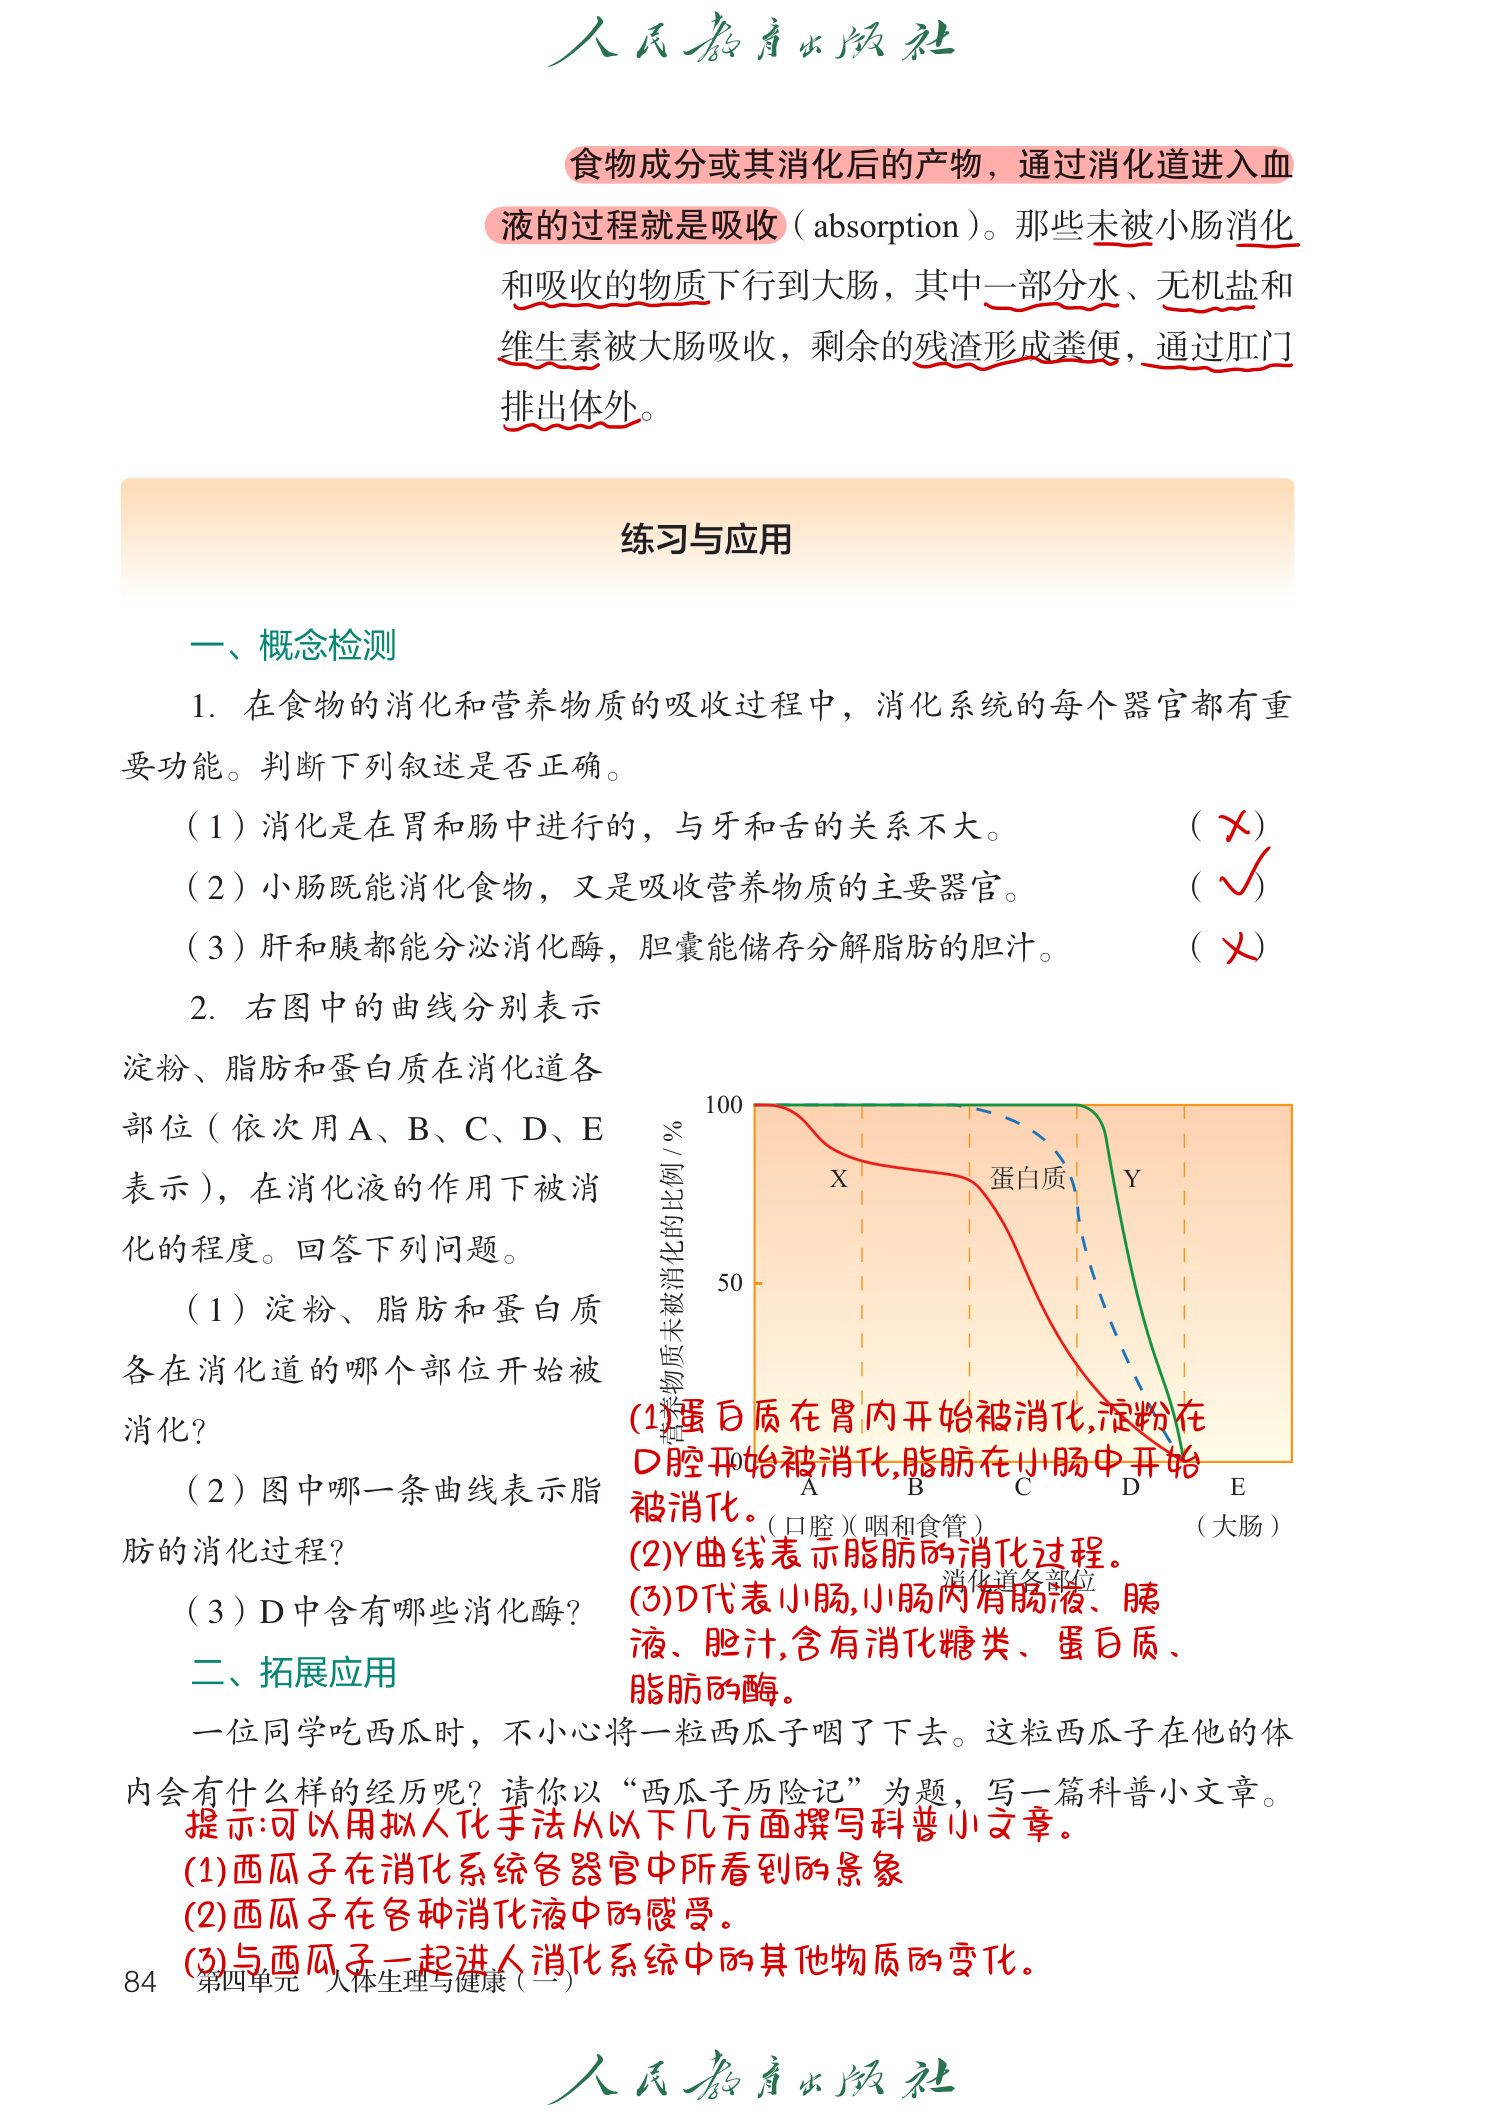 人民教育出版社
食物成分或其消化后的产物，通过消化道进入血
液的过程就是吸收（absorption）。那些未被小肠消化
和吸收的物质下行到大肠，其中一部分水、无机盐和
维生素被大肠吸收，剩余的残渣形成粪便，通过肛门
排出体外。
练习与应用
一、概念检测
1. 在食物的消化和营养物质的吸收过程中，消化系统的每个器官都有重
要功能。判断下列叙述是否正确。
（1）消化是在胃和肠中进行的，与牙和舌的关系不大。 （ ✗ ）
（2）小肠既能消化食物，又是吸收营养物质的主要器官。 （ ✓ ）
（3）肝和胰都能分泌消化酶，胆囊能储存分解脂肪的胆汁。 （ ✗ ）
2. 右图中的曲线分别表示
淀粉、脂肪和蛋白质在消化道各
部位（依次用A、B、C、D、E
表示），在消化液的作用下被消
化的程度。回答下列问题。
（1）淀粉、脂肪和蛋白质
各在消化道的哪个部位开始被
消化？
（2）图中哪一条曲线表示脂
肪的消化过程？
（3）D中含有哪些消化酶？
营养物质未被消化的比例/%
100
50
0
X
蛋白质
Y
A B C D E
（口腔）（咽和食管） （大肠）
消化道各部位
(1)蛋白质在胃内开始被消化,淀粉在
口腔开始被消化,脂肪在小肠中开始
被消化。
(2)Y曲线表示脂肪的消化过程。
(3)D代表小肠,小肠内有肠液、胰
液、胆汁,含有消化糖类、蛋白质、
脂肪的酶。
二、拓展应用
一位同学吃西瓜时，不小心将一粒西瓜子咽了下去。这粒西瓜子在他的体
内会有什么样的经历呢？请你以“西瓜子历险记”为题，写一篇科普小文章。
提示:可以用拟人化手法从以下几方面撰写科普小文章。
(1)西瓜子在消化系统各器官中所看到的景象
(2)西瓜子在各种消化液中的感受。
(3)与西瓜子一起进人消化系统中的其他物质的变化。
84 第四单元 人体生理与健康（一）
人民教育出版社